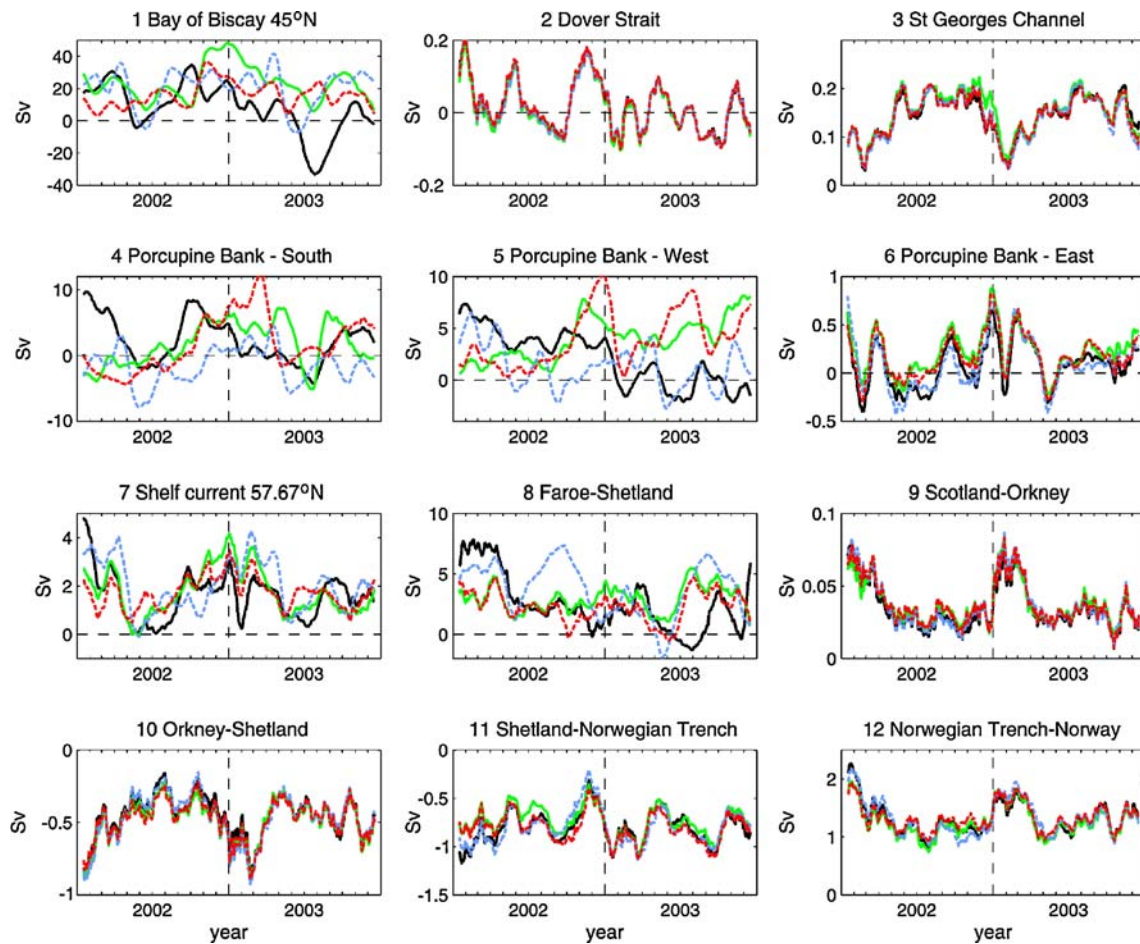 1 Bay of Biscay 45°N
2 Dover Strait
3 St Georges Channel
40
20
0
-20
-40
Sv
2002
2003
0.2
0
-0.2
Sv
2002
2003
0.2
0.1
0
Sv
2002
2003
4 Porcupine Bank - South
5 Porcupine Bank - West
6 Porcupine Bank - East
10
0
-10
Sv
2002
2003
10
5
0
Sv
2002
2003
1
0.5
0
-0.5
Sv
2002
2003
7 Shelf current 57.67°N
8 Faroe-Shetland
9 Scotland-Orkney
4
2
0
Sv
2002
2003
10
5
0
Sv
2002
2003
0.1
0.05
0
Sv
2002
2003
10 Orkney-Shetland
11 Shetland-Norwegian Trench
12 Norwegian Trench-Norway
0
-0.5
-1
Sv
2002
2003
year
0
-0.5
-1
-1.5
Sv
2002
2003
year
2
1
0
Sv
2002
2003
year